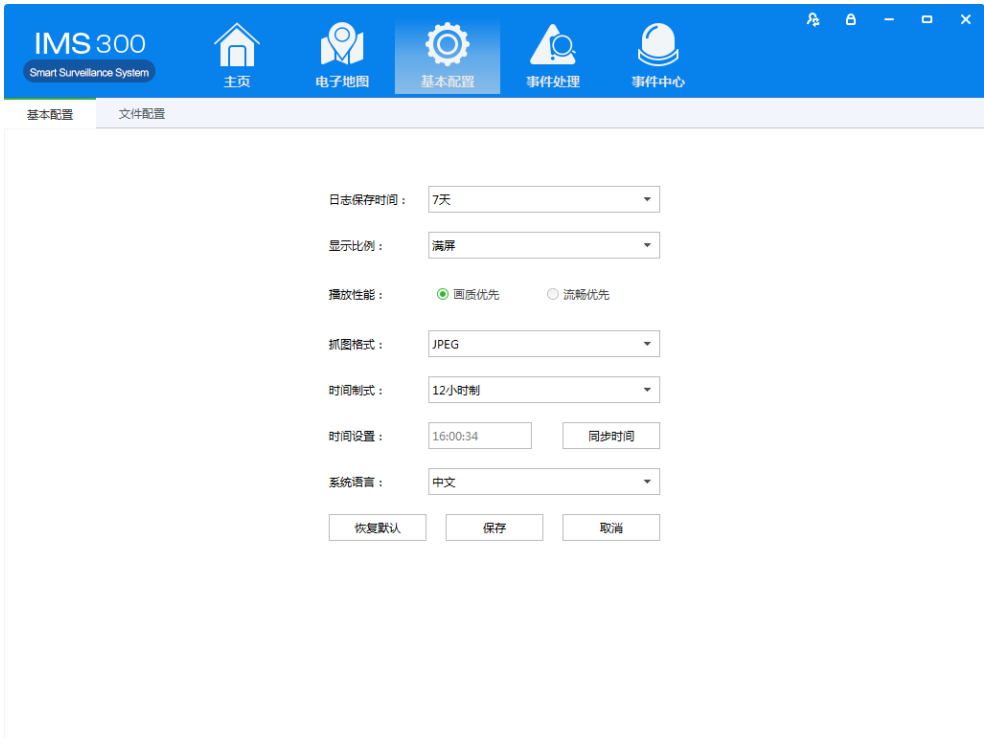 IMS 300
Smart Surveillance System
主页
电子地图
基本配置
事件处理
事件中心
基本配置
文件配置
日志保存时间： 7天
显示比例： 满屏
播放性能： 画质优先 流畅优先
抓图格式： JPEG
时间制式： 12小时制
时间设置： 16:00:34 同步时间
系统语言： 中文
恢复默认 保存 取消